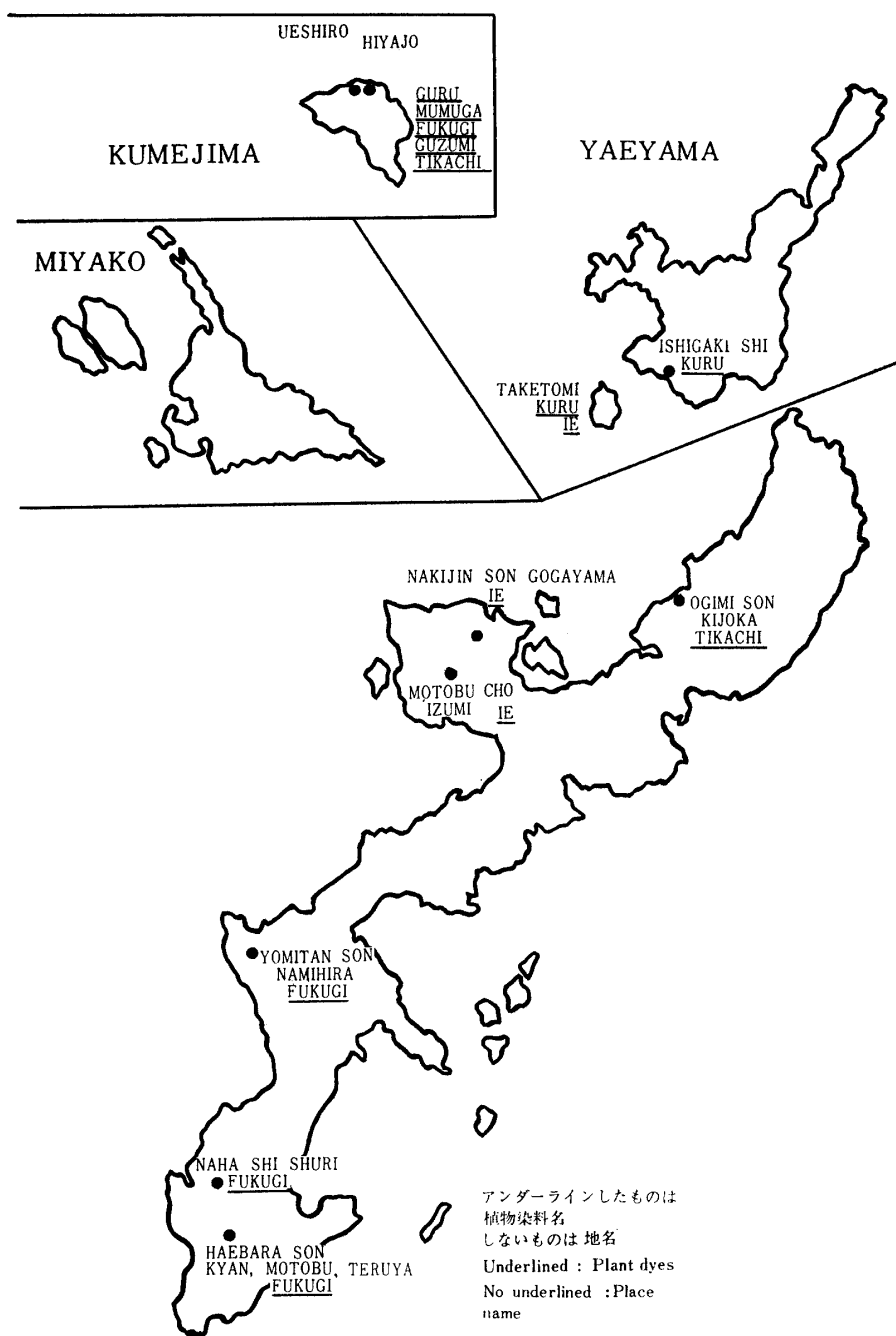 UESHIRO
HIYAJO
GURU
MUMUGA
FUKUGI
GUZUMI
TIKACHI
KUMEJIMA
YAEYAMA
MIYAKO
ISHIGAKI SHI
KURU
TAKETOMI
KURU
IE
NAKIJIN SON GOGAYAMA
IE
OGIMI SON
KIJOKA
TIKACHI
MOTOBU CHO
IZUMI IE
YOMITAN SON
NAMIHIRA
FUKUGI
NAHA SHI SHURI
FUKUGI
HAEBARA SON
KYAN, MOTOBU, TERUYA
FUKUGI
アンダーラインしたものは
植物染料名
しないものは 地名
Underlined : Plant dyes
No underlined : Place
name